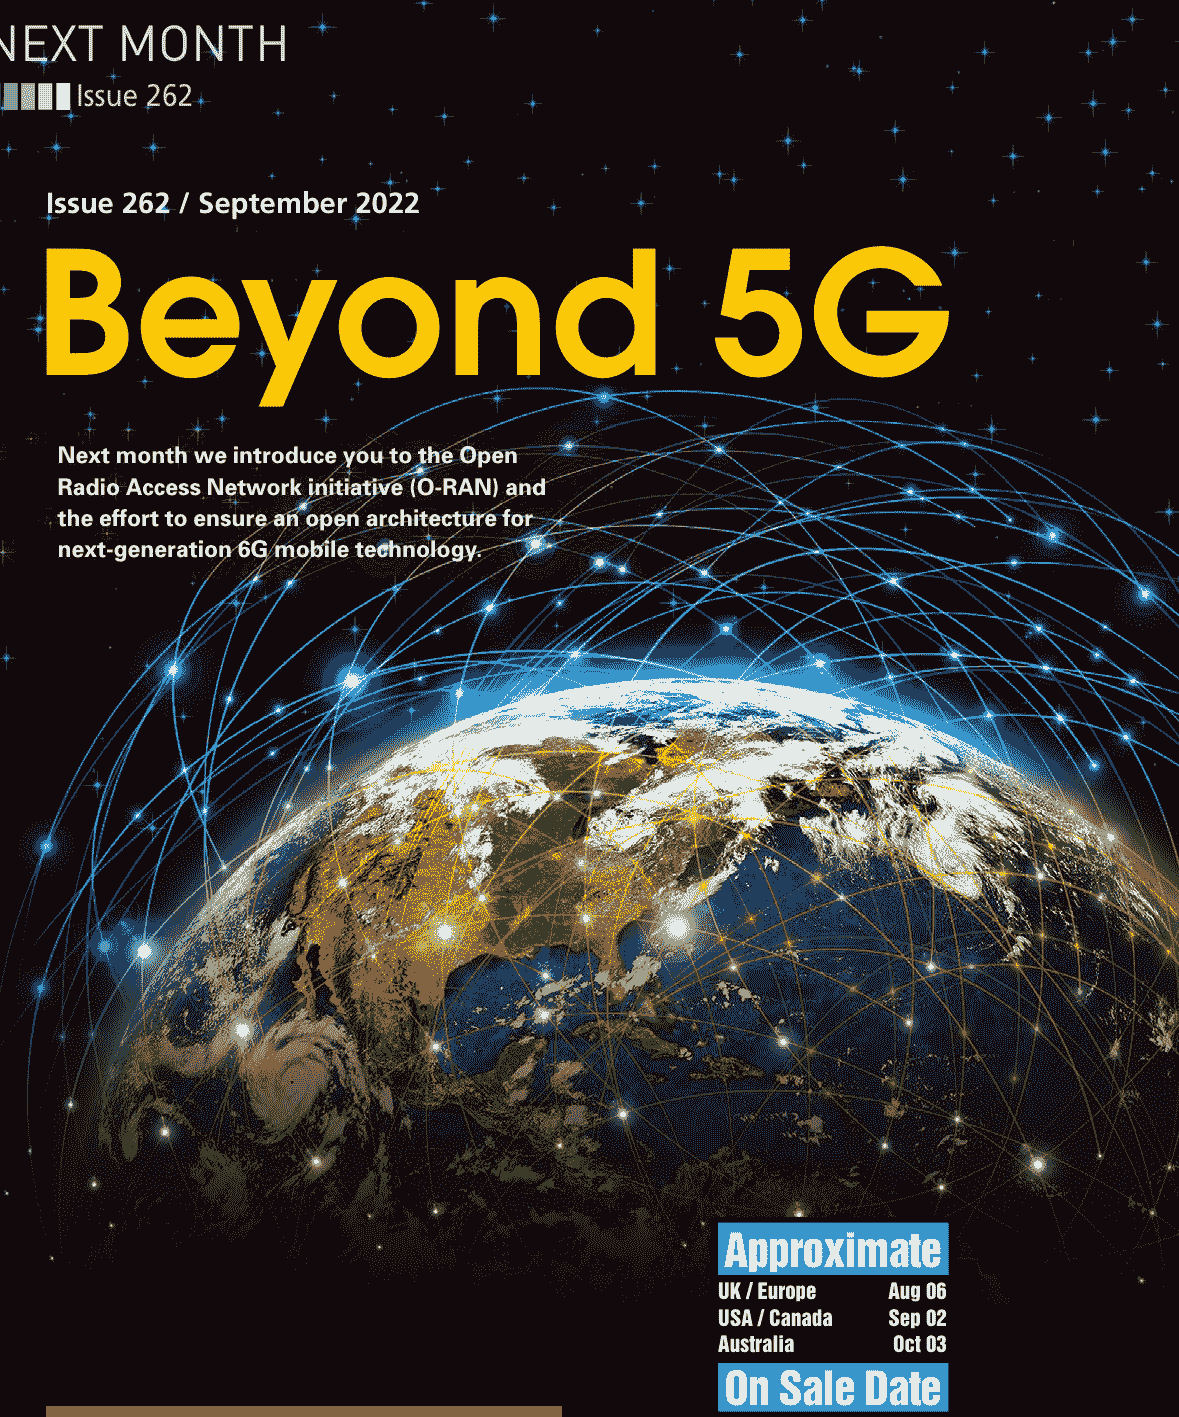 NEXT MONTH
Issue 262
Issue 262 / September 2022
Beyond 5G
Next month we introduce you to the Open
Radio Access Network initiative (O-RAN) and
the effort to ensure an open architecture for
next-generation 6G mobile technology.
Approximate
UK / Europe Aug 06
USA / Canada Sep 02
Australia Oct 03
On Sale Date